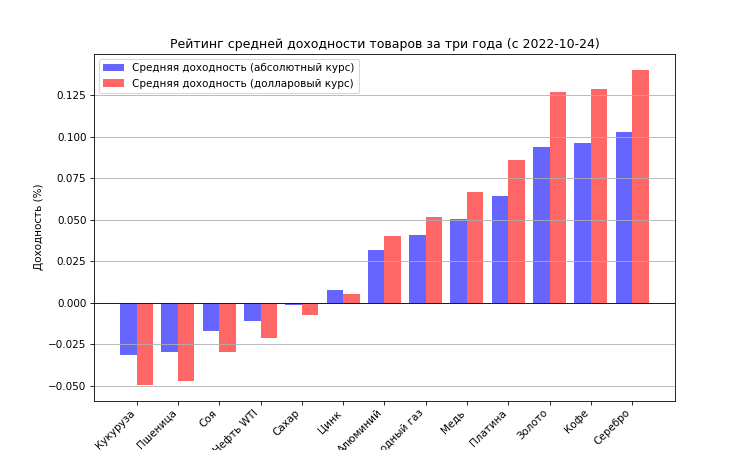 Рейтинг средней доходности товаров за три года (с 2022-10-24)
Средняя доходность (абсолютный курс)
Средняя доходность (долларовый курс)
Доходность (%)
0.125
0.100
0.075
0.050
0.025
0.000
−0.025
−0.050
Кукуруза
Пшеница
Соя
Нефть WTI
Сахар
Цинк
Алюминий
газ
Медь
Платина
Золото
Кофе
Серебро